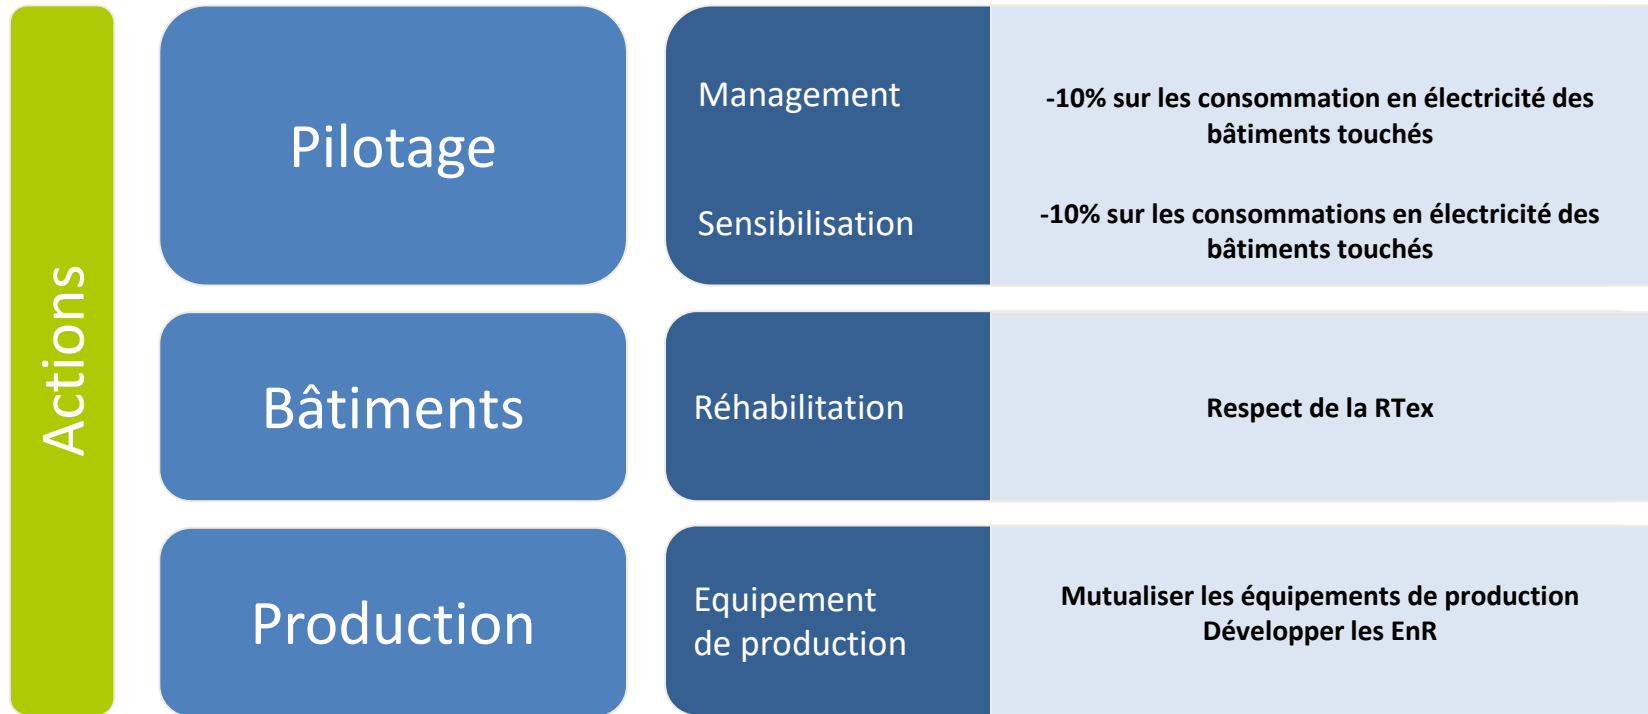 Actions
Pilotage
Management
-10% sur les consommation en électricité des
bâtiments touchés
Sensibilisation
-10% sur les consommations en électricité des
bâtiments touchés
Bâtiments
Réhabilitation
Respect de la RTex
Production
Equipement
de production
Mutualiser les équipements de production
Développer les EnR